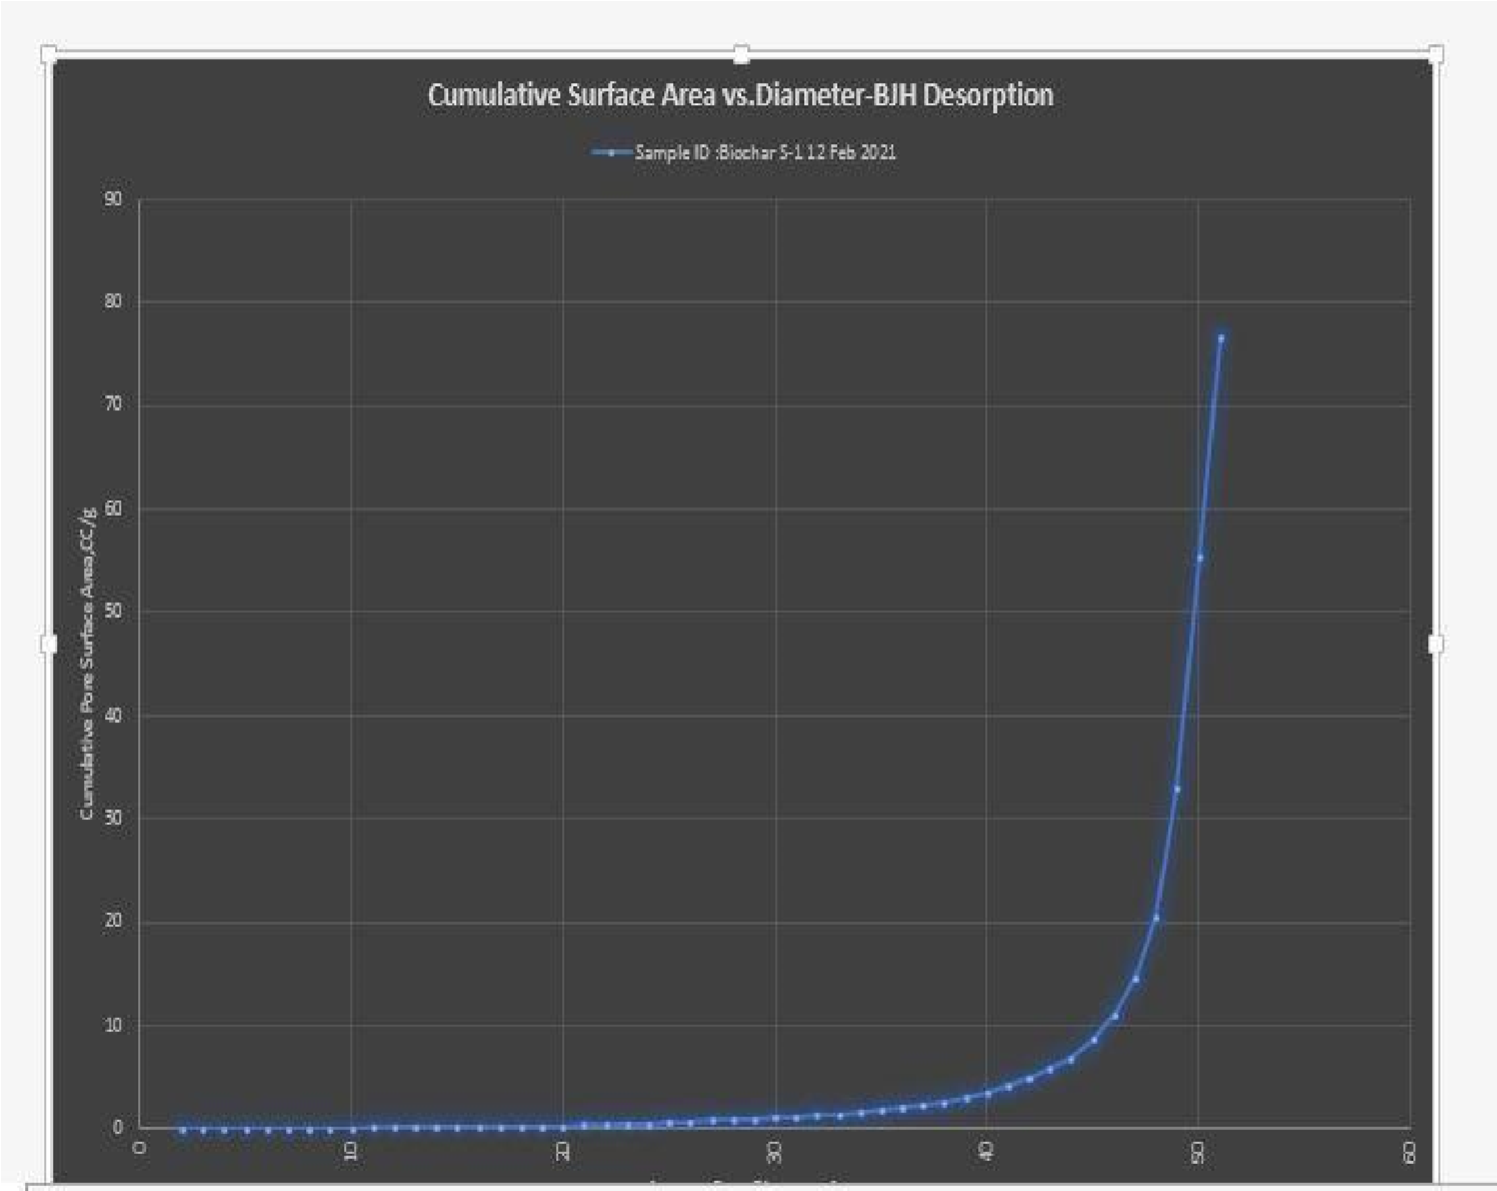 Cumulative Surface Area vs.Diameter-BJH Desorption
Sample ID :Biochar S-1 12 Feb 2021
90
80
70
60
50
40
30
20
10
0
Cumulative Pore Surface Area,CC/g
0 10 20 30 40 50 60